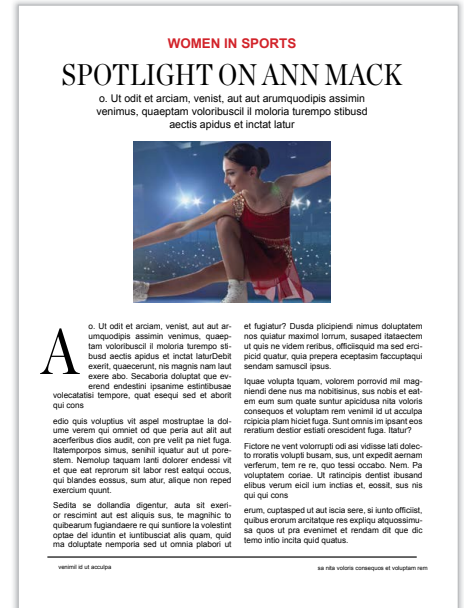 WOMEN IN SPORTS
SPOTLIGHT ON ANN MACK
o. Ut odit et arciam, venist, aut aut arumquodipis assimin
venimus, quaeptam voloribuscil il moloria turempo stibusd
aectis apidus et inctat latur
A
o. Ut odit et arciam, venist, aut aut ar-
umquodipis assimin venimus, quaep-
tam voloribuscil il moloria turempo sti-
busd aectis apidus et inctat laturDebit
exerit, quaecerunt, nis magnis nam laut
exere abo. Secaboria doluptat que ev-
erend endestini ipsanime estintibusae
volecatatisi tempore, quat esequi sed et aborit
qui cons
edio quis voluptius vit aspel mostruptae la dol-
ume verem qui omniet od que peria aut alit aut
acerferibus dios audit, con pre velit pa niet fuga.
Itatemporpos simus, senihil iquatur aut ut pore-
stem. Nemolup taquam lanti dolorer endessi vit
et que eat reprorum sit labor rest eatqui occus,
qui blandes eossus, sum atur, alique non reped
exercium quunt.
Sedita se dollandia digentur, auta sit exeri-
or rescimint aut est aliquis sus, te magnihic to
quibearum fugiandaere re qui suntiore la volestint
optae del iduntin et iuntibusciat alis quam, quid
ma doluptate nemporia sed ut omnia plabori ut
et fugiatur? Dusda plicipiendi nimus doluptatem
nos quiatur maximol lorrum, susaped itataectem
ut quis ne videm reribus, officiisquid ma sed erci-
picid quatur, quia prepera eceptasim faccuptaqui
sendam samuscil ipsus.
Iquae volupta tquam, volorem porrovid mil mag-
niendi dene nus ma nobitisinus, sus nobis et eat-
em eum sum quate suntur apicidusa nita voloris
consequos et voluptam rem venimil id ut acculpa
rcipicia plam hiciet fuga. Sunt omnis im ipsant eos
reratium destior estiati orescident fuga. Itatur?
Fictore ne vent volorrupti odi asi vidisse lati dolec-
to rroratis volupti busam, sus, unt expedit aernam
verferum, tem re re, quo tessi occabo. Nem. Pa
voluptatem coriae. Ut ratincipis dentist ibusand
elibus verum eicil ium inctias et, eossit, sus nis
qui qui cons
erum, cuptasped ut aut iscia sere, si iunto officiist,
quibus erorum arcitatque res expliqu atquossimu-
sa quos ut pra evenimet et rendam dit que dic
temo intio incita quid quatus.
venimil id ut acculpa
sa nita voloris consequos et voluptam rem